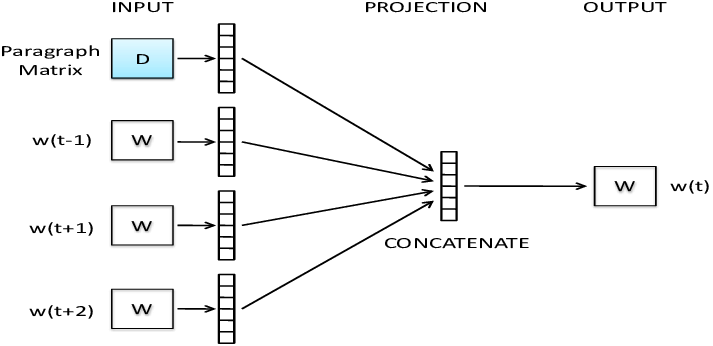 INPUT PROJECTION OUTPUT
Paragraph
Matrix
D
w(t-1) W
w(t+1) W
w(t+2) W
CONCATENATE
W w(t)